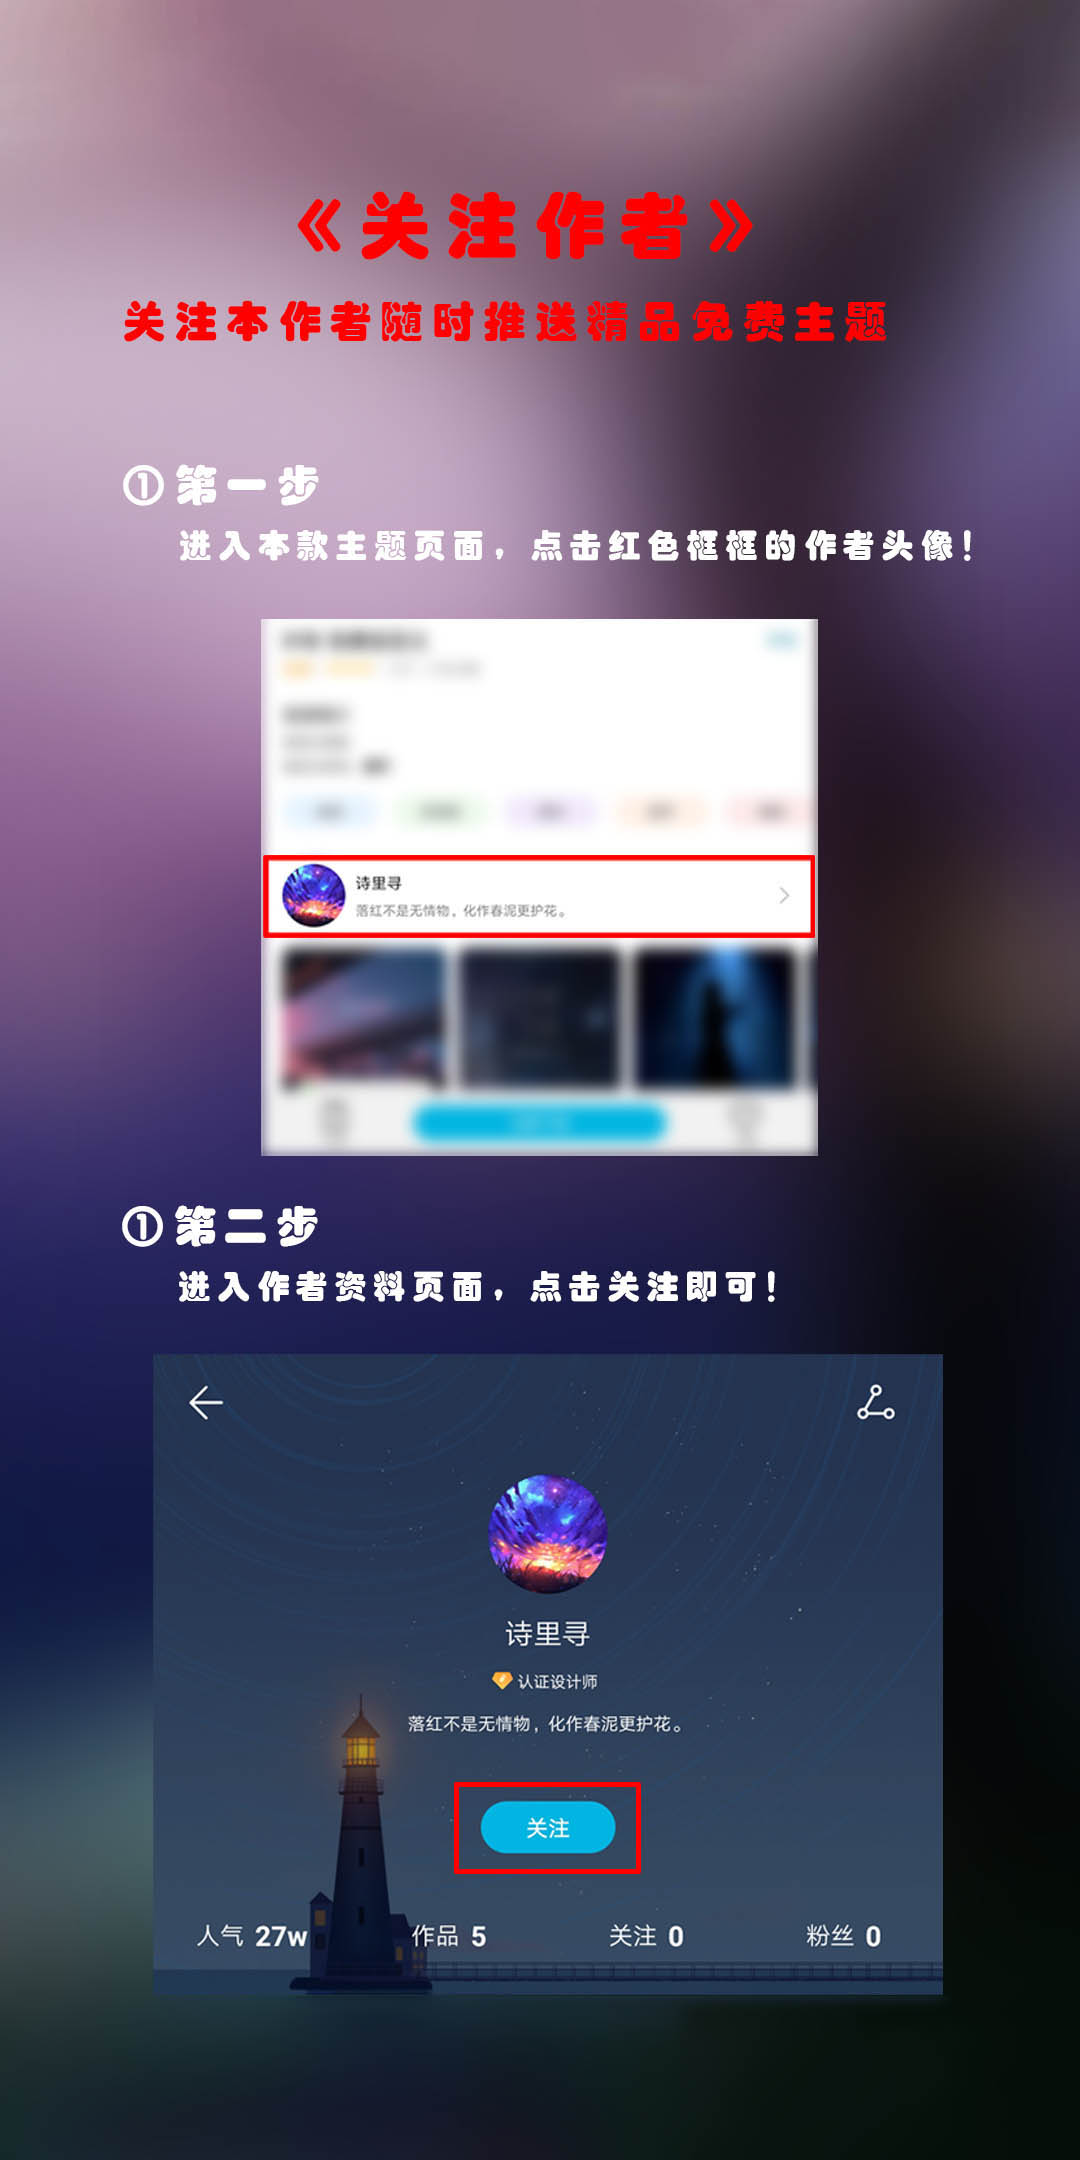 《关注作者》
关注本作者随时推送精品免费主题
①第一步
进入本款主题页面，点击红色框框的作者头像！
诗里寻
落红不是无情物，化作春泥更护花。
①第二步
进入作者资料页面，点击关注即可！
诗里寻
认证设计师
落红不是无情物，化作春泥更护花。
关注
人气 27w 作品 5 关注 0 粉丝 0